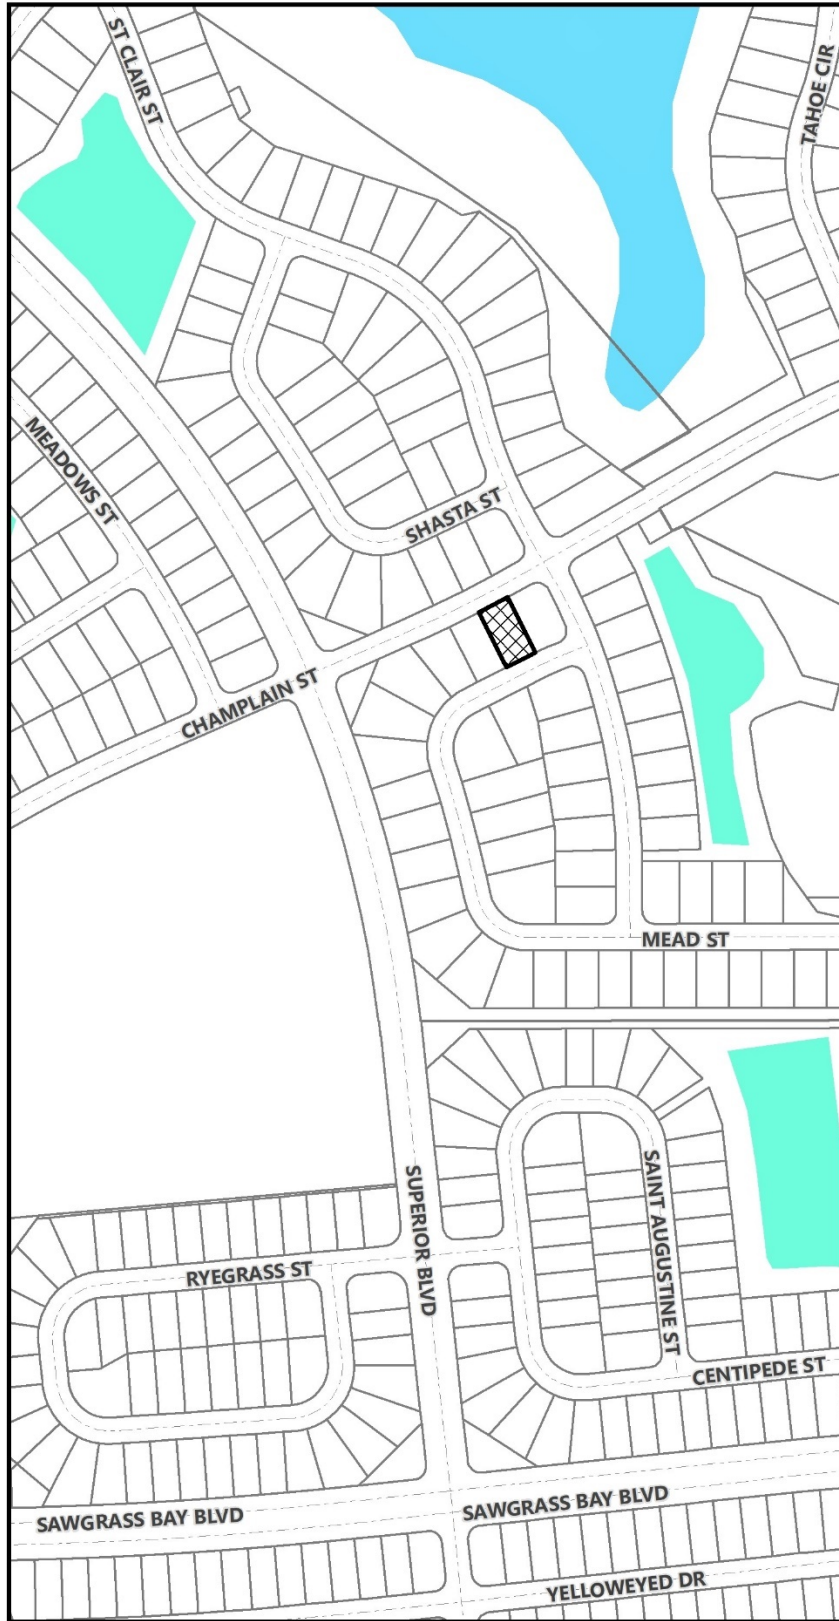 ST CLAIR ST
TAHOE CIR
MEADOWS ST
SHASTA ST
CHAMPLAIN ST
MEAD ST
SUPERIOR BLVD
SAINT AUGUSTINE ST
RYEGRASS ST
CENTIPEDE ST
SAWGRASS BAY BLVD
SAWGRASS BAY BLVD
YELLOWEYED DR